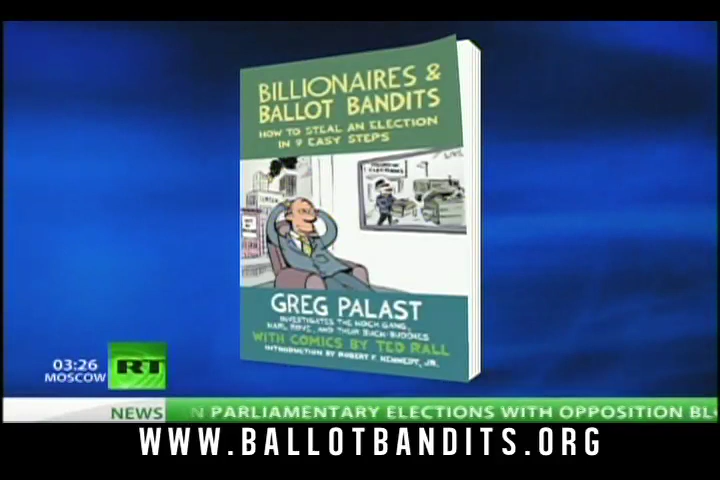 BILLIONAIRES &
BALLOT BANDITS
HOW TO STEAL AN ELECTION
IN 9 EASY STEPS
GREG PALAST
INVESTIGATES THE KOCH GANG,
KARL ROVE, AND THEIR BUCK-BUDDIES
WITH COMICS BY TED RALL
INTRODUCTION BY ROBERT F. KENNEDY, JR.
03:26
MOSCOW
RT
NEWS
N PARLIAMENTARY ELECTIONS WITH OPPOSITION BL
WWW.BALLOTBANDITS.ORG